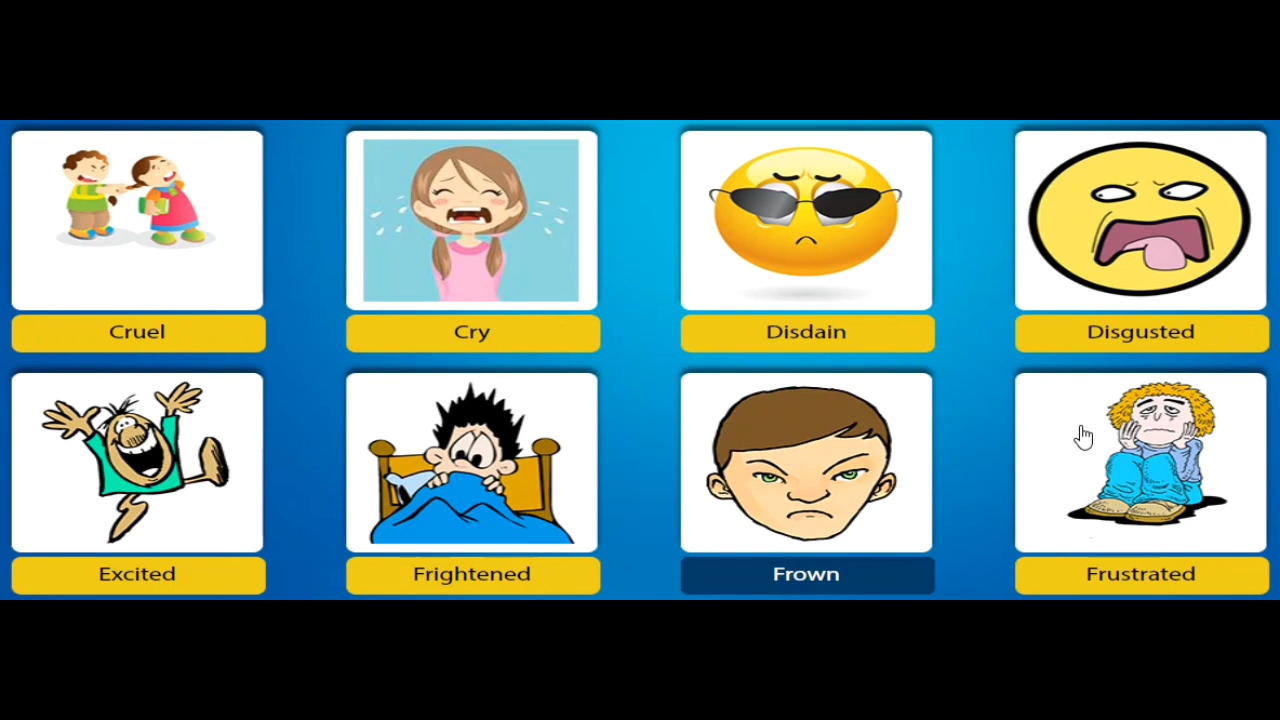 Cruel
Cry
Disdain
Disgusted
Excited
Frightened
Frown
Frustrated